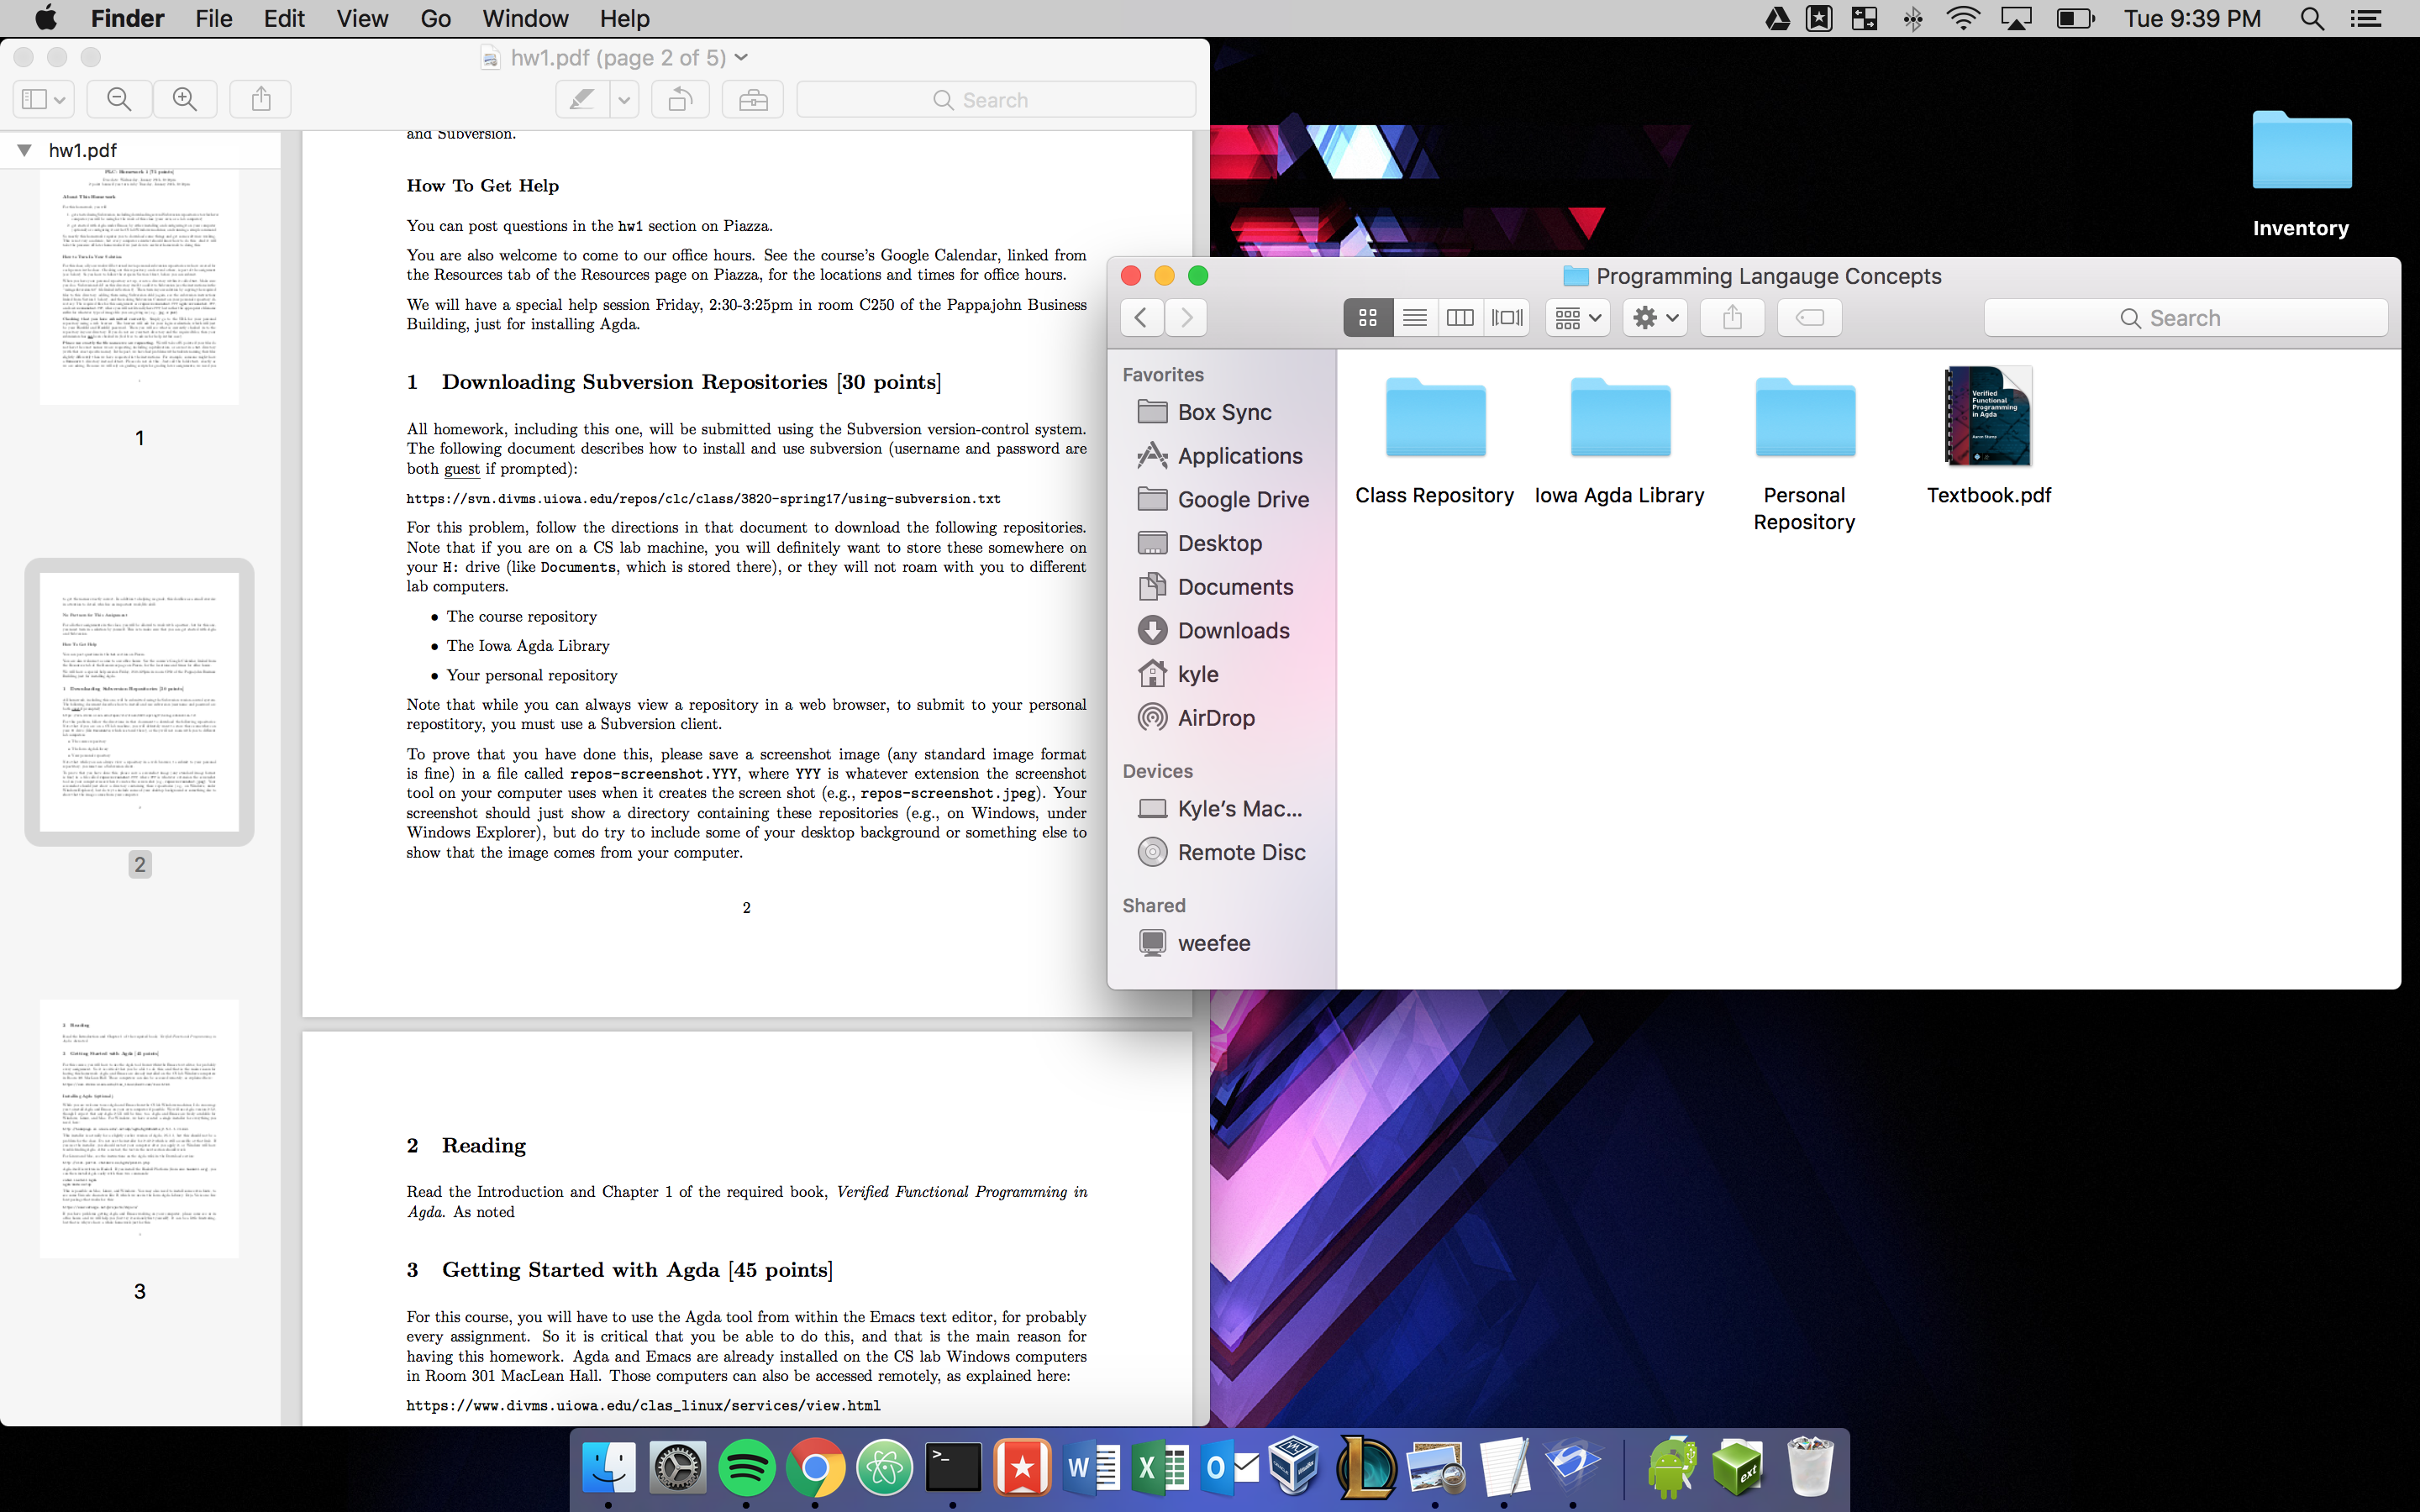 Finder File Edit View Go Window Help
Tue 9:39 PM
hw1.pdf (page 2 of 5)
Search
hw1.pdf
1
2
3
and Subversion.
How To Get Help
You can post questions in the hw1 section on Piazza.
You are also welcome to come to our office hours. See the course's Google Calendar, linked from
the Resources tab of the Resources page on Piazza, for the locations and times for office hours.
We will have a special help session Friday, 2:30-3:25pm in room C250 of the Pappajohn Business
Building, just for installing Agda.
1 Downloading Subversion Repositories [30 points]
All homework, including this one, will be submitted using the Subversion version-control system.
The following document describes how to install and use subversion (username and password are
both guest if prompted):
https://svn.divms.uiowa.edu/repos/clc/class/3820-spring17/using-subversion.txt
For this problem, follow the directions in that document to download the following repositories.
Note that if you are on a CS lab machine, you will definitely want to store these somewhere on
your H: drive (like Documents, which is stored there), or they will not roam with you to different
lab computers.
• The course repository
• The Iowa Agda Library
• Your personal repository
Note that while you can always view a repository in a web browser, to submit to your personal
repostitory, you must use a Subversion client.
To prove that you have done this, please save a screenshot image (any standard image format
is fine) in a file called repos-screenshot.YYY, where YYY is whatever extension the screenshot
tool on your computer uses when it creates the screen shot (e.g., repos-screenshot.jpeg). Your
screenshot should just show a directory containing these repositories (e.g., on Windows, under
Windows Explorer), but do try to include some of your desktop background or something else to
show that the image comes from your computer.
2
2 Reading
Read the Introduction and Chapter 1 of the required book, Verified Functional Programming in
Agda. As noted
3 Getting Started with Agda [45 points]
For this course, you will have to use the Agda tool from within the Emacs text editor, for probably
every assignment. So it is critical that you be able to do this, and that is the main reason for
having this homework. Agda and Emacs are already installed on the CS lab Windows computers
in Room 301 MacLean Hall. Those computers can also be accessed remotely, as explained here:
https://www.divms.uiowa.edu/clas_linux/services/view.html
Inventory
Programming Langauge Concepts
Search
Favorites
Box Sync
Applications
Google Drive
Desktop
Documents
Downloads
kyle
AirDrop
Devices
Kyle's Mac...
Remote Disc
Shared
weefee
Class Repository
Iowa Agda Library
Personal
Repository
Verified
Functional
Programming
in Agda
Textbook.pdf